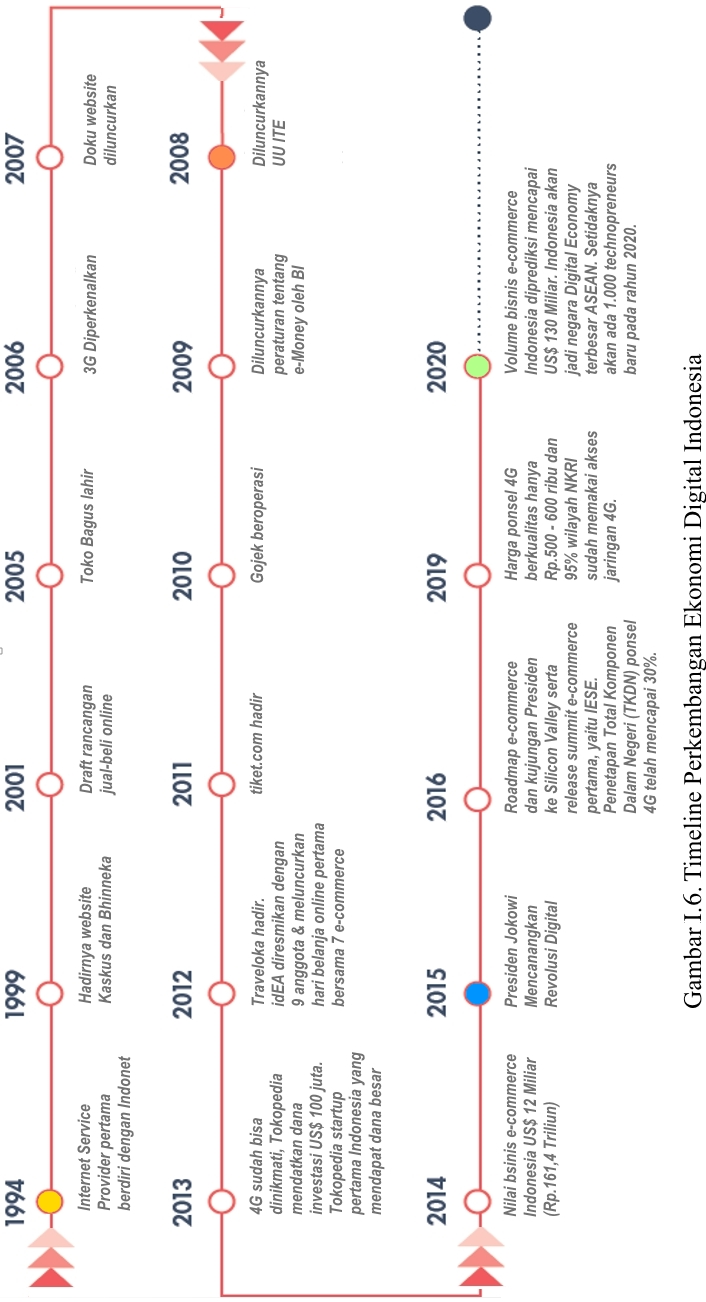 1994
Internet Service
Provider pertama
berdiri dengan Indonet
1999
Hadirnya website
Kaskus dan Bhinneka
2001
Draft rancangan
jual-beli online
2005
Toko Bagus lahir
2006
3G Diperkenalkan
2007
Doku website
diluncurkan
2008
Diluncurkannya
UU ITE
2009
Diluncurkannya
peraturan tentang
e-Money oleh BI
2010
Gojek beroperasi
2011
tiket.com hadir
2012
Traveloka hadir.
idEA diresmikan dengan
9 anggota & meluncurkan
hari belanja online pertama
bersama 7 e-commerce
2013
4G sudah bisa
dinikmati, Tokopedia
mendatkan dana
investasi US$ 100 juta.
Tokopedia startup
pertama Indonesia yang
mendapat dana besar
2014
Nilai bsinis e-commerce
Indonesia US$ 12 Miliar
(Rp.161,4 Triliun)
2015
Presiden Jokowi
Mencanangkan
Revolusi Digital
2016
Roadmap e-commerce
dan kujungan Presiden
ke Silicon Valley serta
release summit e-commerce
pertama, yaitu IESE.
Penetapan Total Komponen
Dalam Negeri (TKDN) ponsel
4G telah mencapai 30%.
2019
Harga ponsel 4G
berkualitas hanya
Rp.500 - 600 ribu dan
95% wilayah NKRI
sudah memakai akses
jaringan 4G.
2020
Volume bisnis e-commerce
Indonesia diprediksi mencapai
US$ 130 Miliar. Indonesia akan
jadi negara Digital Economy
terbesar ASEAN. Setidaknya
akan ada 1.000 technopreneurs
baru pada rahun 2020.
Gambar I.6. Timeline Perkembangan Ekonomi Digital Indonesia